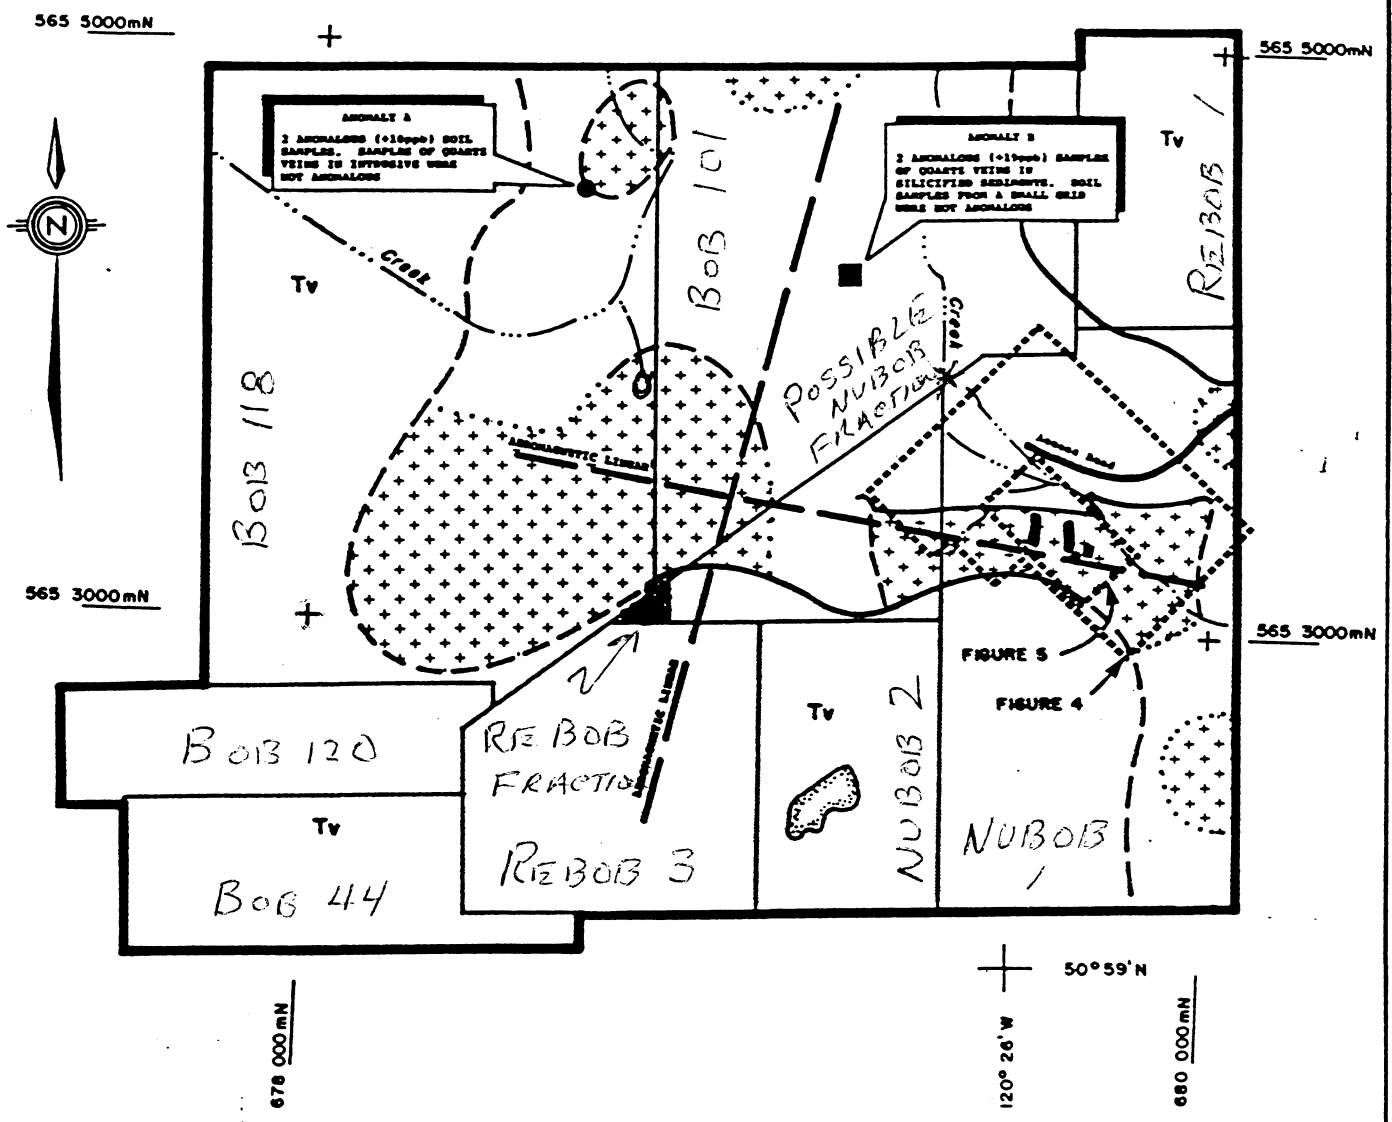 565 5000mN
565 5000mN
ANOMALY A
2 ANOMALOUS (+10ppb) SOIL
SAMPLES. SAMPLES OF QUARTZ
VEINS IN INTRUSIVE WERE
NOT ANOMALOUS
ANOMALY B
2 ANOMALOUS (+19ppb) SAMPLES
OF QUARTZ VEINS IN
SILICIFIED SEDIMENTS. SOIL
SAMPLES FROM A SMALL GRID
WERE NOT ANOMALOUS
Tv
REBOB 1
BOB 101
N
Creek
Tv
Creek
POSSIBLE
NUBOB
FRACTION
BOB 118
AEROMAGNETIC LINEAR
565 3000mN
565 3000mN
FIGURE 5
FIGURE 4
AEROMAGNETIC LINEAR
Tv
NUBOB 2
REBOB
FRACTION
BOB 120
Tv
BOB 44
REBOB 3
NUBOB
1
50°59'N
120° 26' W
678 000mN
680 000mN